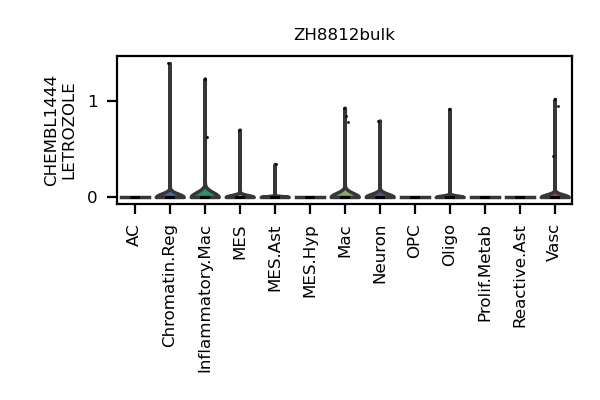 ZH8812bulk
CHEMBL1444
LETROZOLE
1
0
AC
Chromatin.Reg
Inflammatory.Mac
MES
MES.Ast
MES.Hyp
Mac
Neuron
OPC
Oligo
Prolif.Metab
Reactive.Ast
Vasc